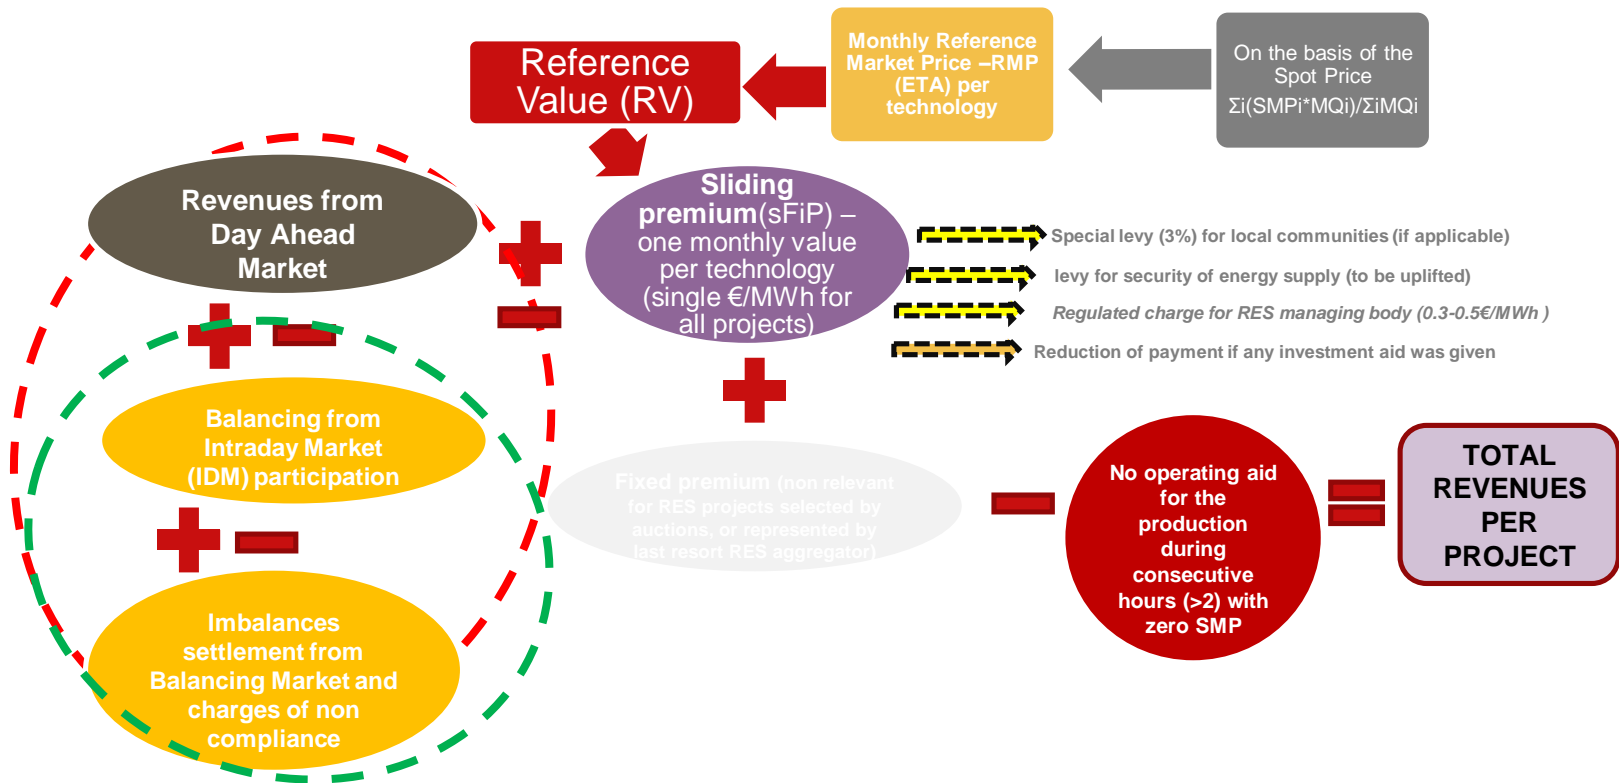 Reference
Value (RV)
Monthly Reference
Market Price –RMP
(ETA) per
technology
On the basis of the
Spot Price
Σi(SMPi*MQi)/ΣiMQi
Revenues from
Day Ahead
Market
Sliding
premium(sFiP) –
one monthly value
per technology
(single €/MWh for
all projects)
Special levy (3%) for local communities (if applicable)
levy for security of energy supply (to be uplifted)
Regulated charge for RES managing body (0.3-0.5€/MWh )
Reduction of payment if any investment aid was given
Balancing from
Intraday Market
(IDM) participation
Fixed premium (non relevant
for RES projects selected by
auctions, or represented by
last resort RES aggregator)
No operating aid
for the
production
during
consecutive
hours (>2) with
zero SMP
TOTAL
REVENUES
PER
PROJECT
Imbalances
settlement from
Balancing Market and
charges of non
compliance